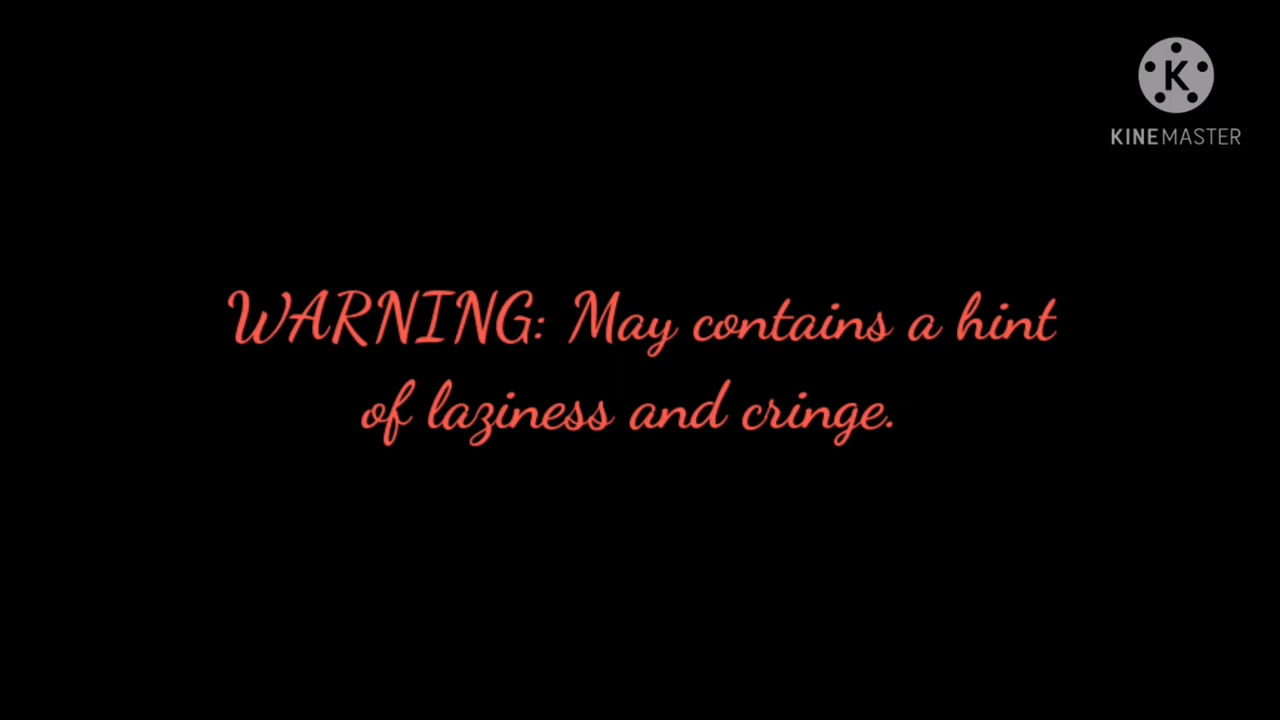 K
KINEMASTER
WARNING: May contains a hint
of laziness and cringe.